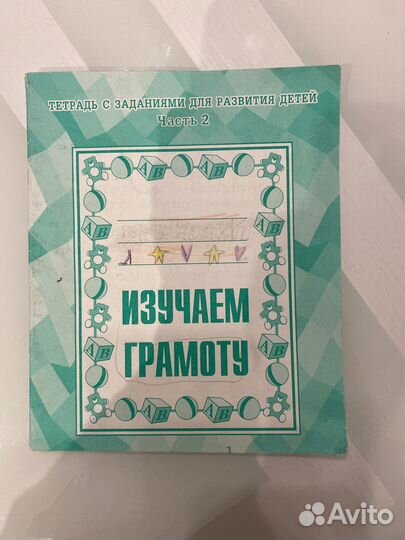 ТЕТРАДЬ С ЗАДАНИЯМИ ДЛЯ РАЗВИТИЯ ДЕТЕЙ
Часть 2
ИЗУЧАЕМ
ГРАМОТУ
Avito